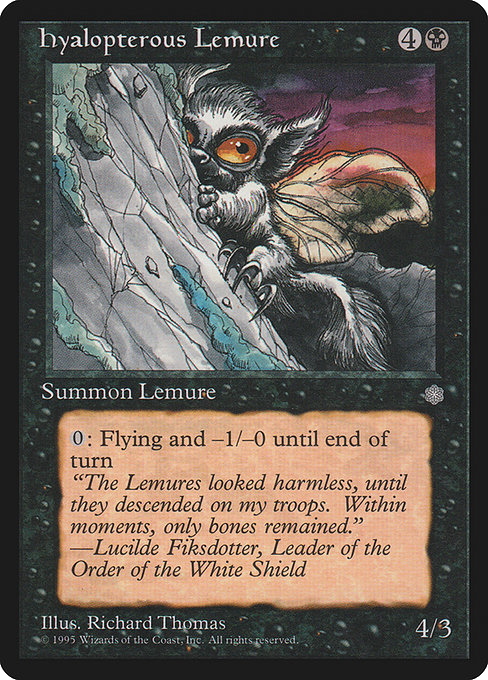 Hyalopterous Lemure 4
Summon Lemure
0: Flying and –1/–0 until end of
turn
“The Lemures looked harmless, until
they descended on my troops. Within
moments, only bones remained.”
—Lucilde Fiksdotter, Leader of the
Order of the White Shield
Illus. Richard Thomas
© 1995 Wizards of the Coast, Inc. All rights reserved.
4/3